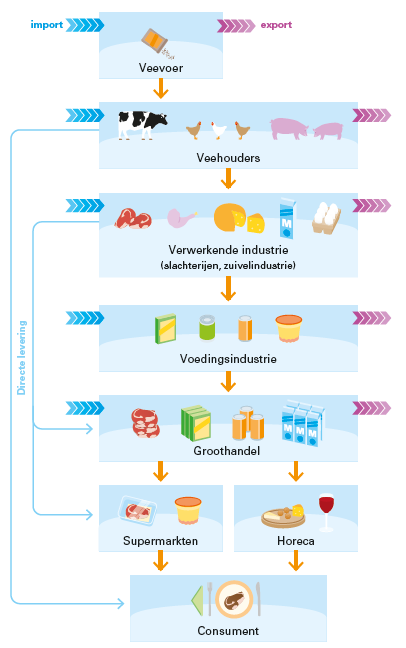 import
export
Veevoer
Veehouders
Verwerkende industrie
(slachterijen, zuivelindustrie)
Voedingsindustrie
Directe levering
Groothandel
Supermarkten
Horeca
Consument
M
M
M
M
M